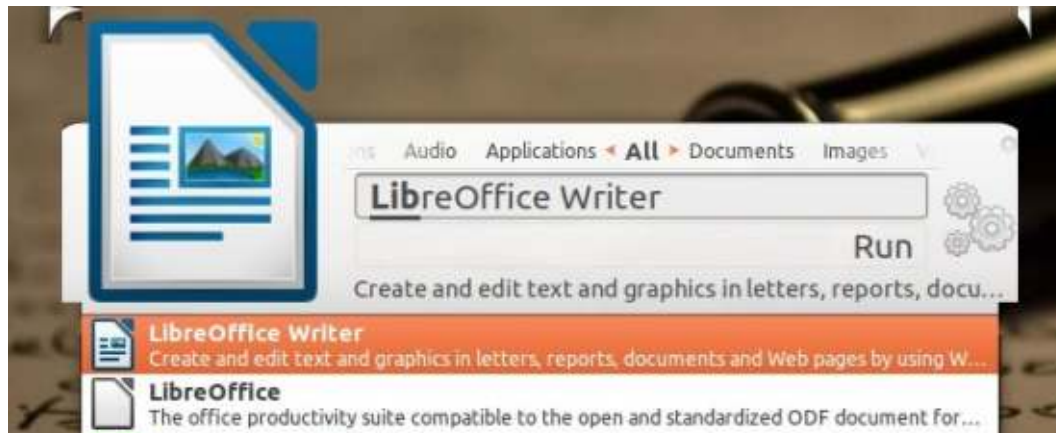 Audio Applications All Documents Images
LibreOffice Writer
Run
Create and edit text and graphics in letters, reports, docu...
LibreOffice Writer
Create and edit text and graphics in letters, reports, documents and Web pages by using W...
LibreOffice
The office productivity suite compatible to the open and standardized ODF document for...